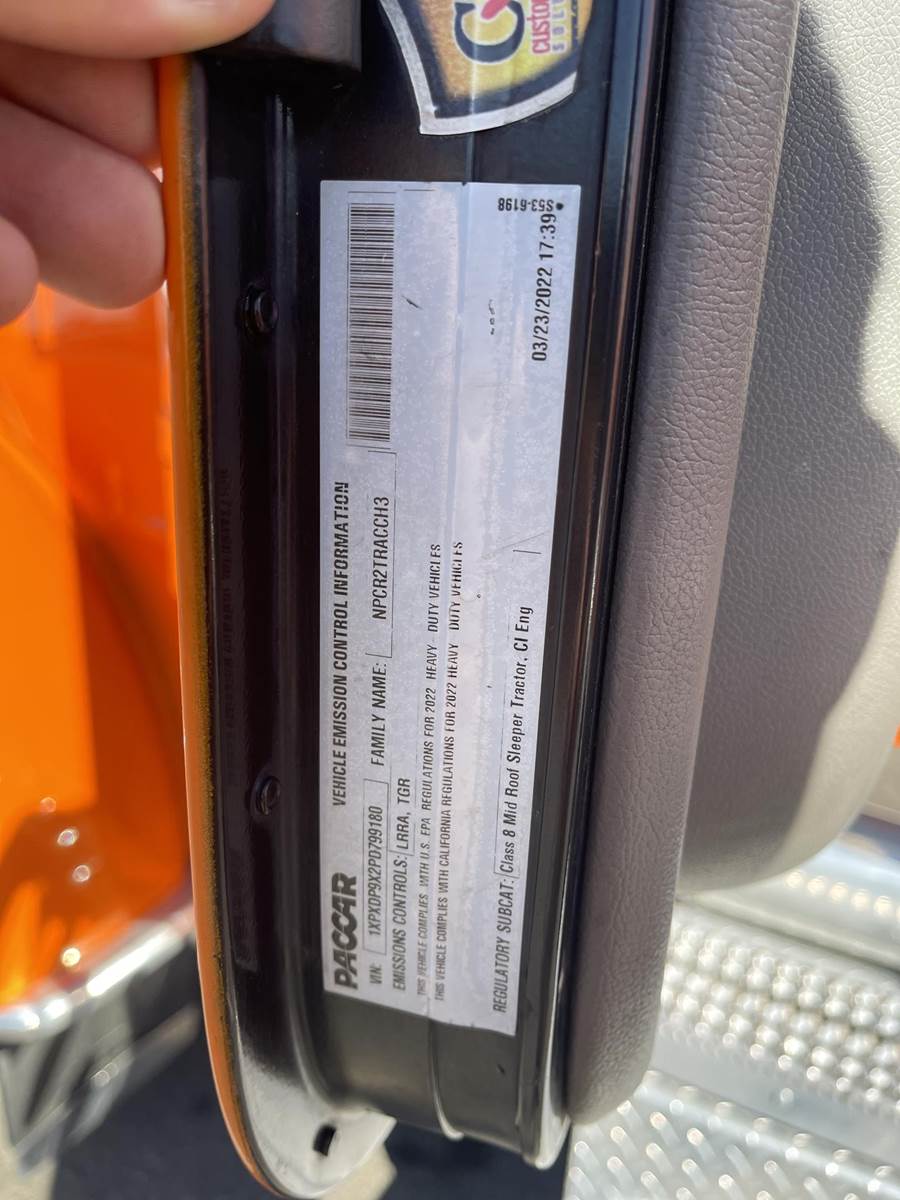 PACCAR VEHICLE EMISSION CONTROL INFORMATION
VIN: 1XPXDP9X2PD799180 FAMILY NAME: NPCR2TRACCH3
EMISSIONS CONTROLS: LRRA, TGR
THIS VEHICLE COMPLIES WITH U.S. EPA REGULATIONS FOR 2022 HEAVY DUTY VEHICLES
THIS VEHICLE COMPLIES WITH CALIFORNIA REGULATIONS FOR 2022 HEAVY DUTY VEHICLES
REGULATORY SUBCAT: Class 8 Mid Roof Sleeper Tractor, CI Eng
03/23/2022 17:39
S53-6198